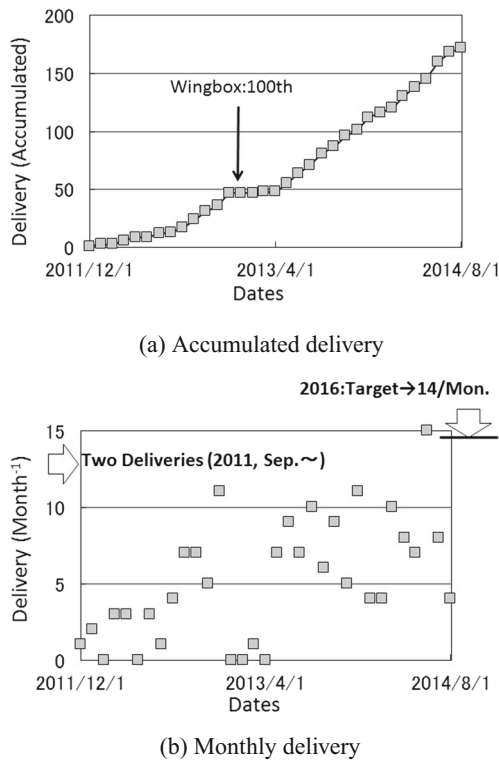 200
150
100
50
0
Delivery (Accumulated)
Wingbox:100th
2011/12/1 2013/4/1 2014/8/1
Dates
(a) Accumulated delivery
2016:Target→14/Mon.
15
10
5
0
Delivery (Month⁻¹)
Two Deliveries (2011, Sep.～)
2011/12/1 2013/4/1 2014/8/1
Dates
(b) Monthly delivery